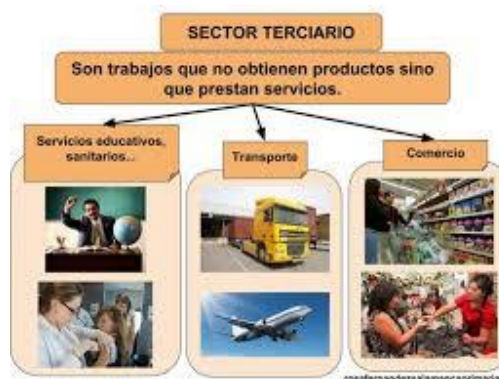 SECTOR TERCIARIO
Son trabajos que no obtienen productos sino
que prestan servicios.
Servicios educativos,
sanitarios...
Transporte
Comercio